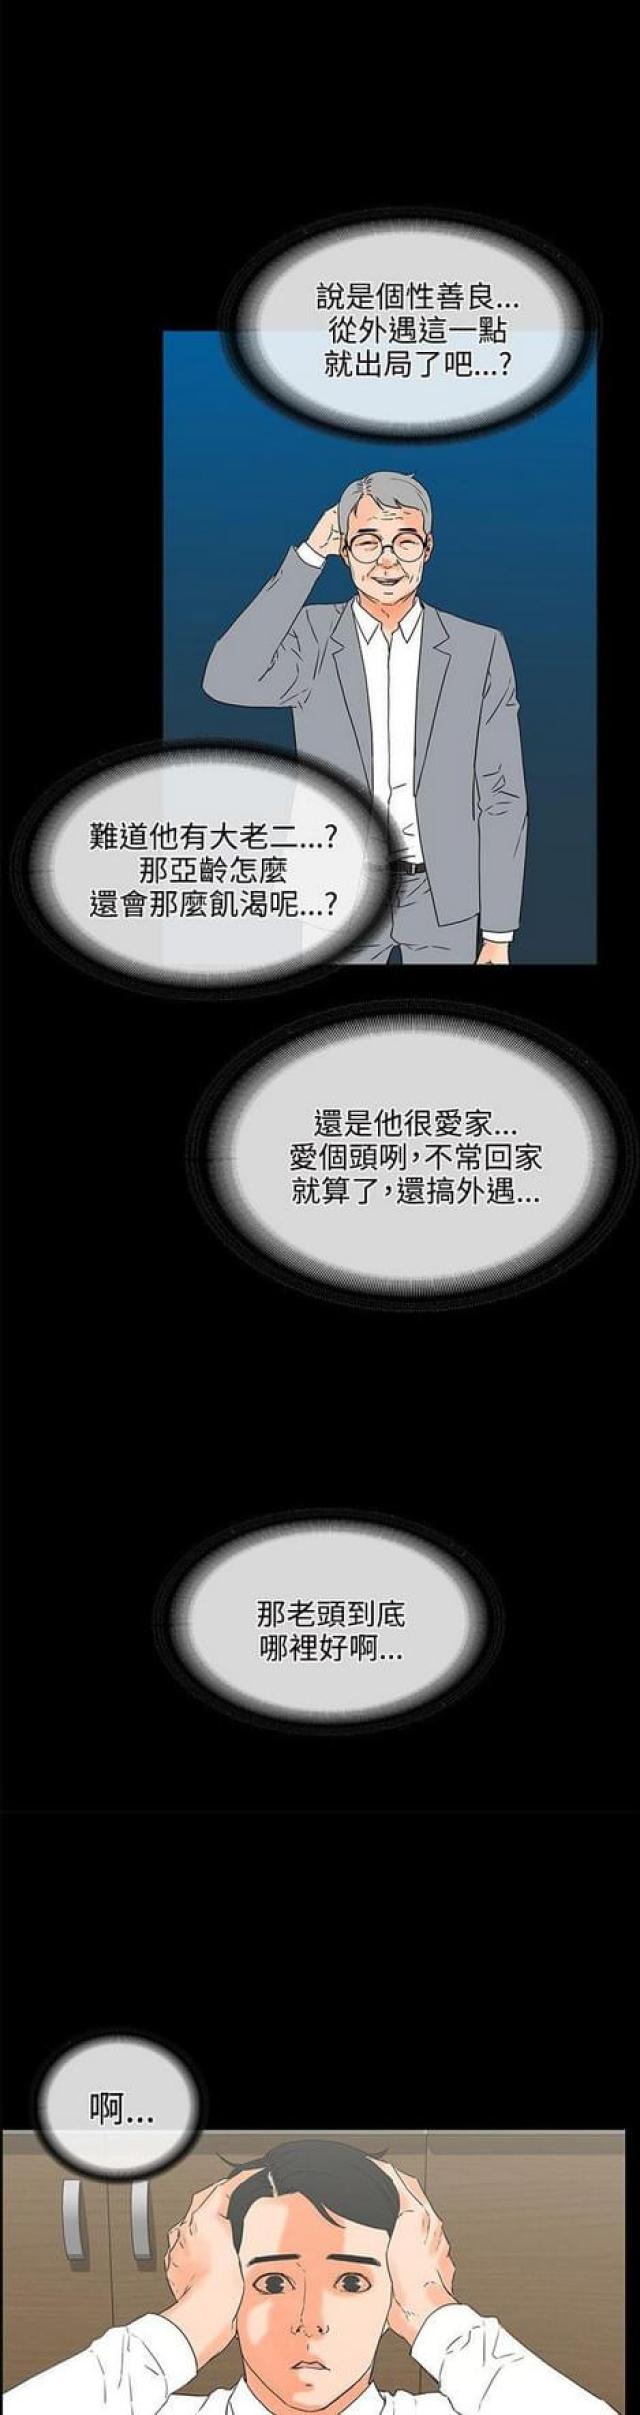 說是個性善良...
從外遇這一點
就出局了吧...?
難道他有大老二...?
那亞齡怎麼
還會那麼飢渴呢...?
還是他很愛家...
愛個頭咧，不常回家
就算了，還搞外遇...
那老頭到底
哪裡好啊...
啊...